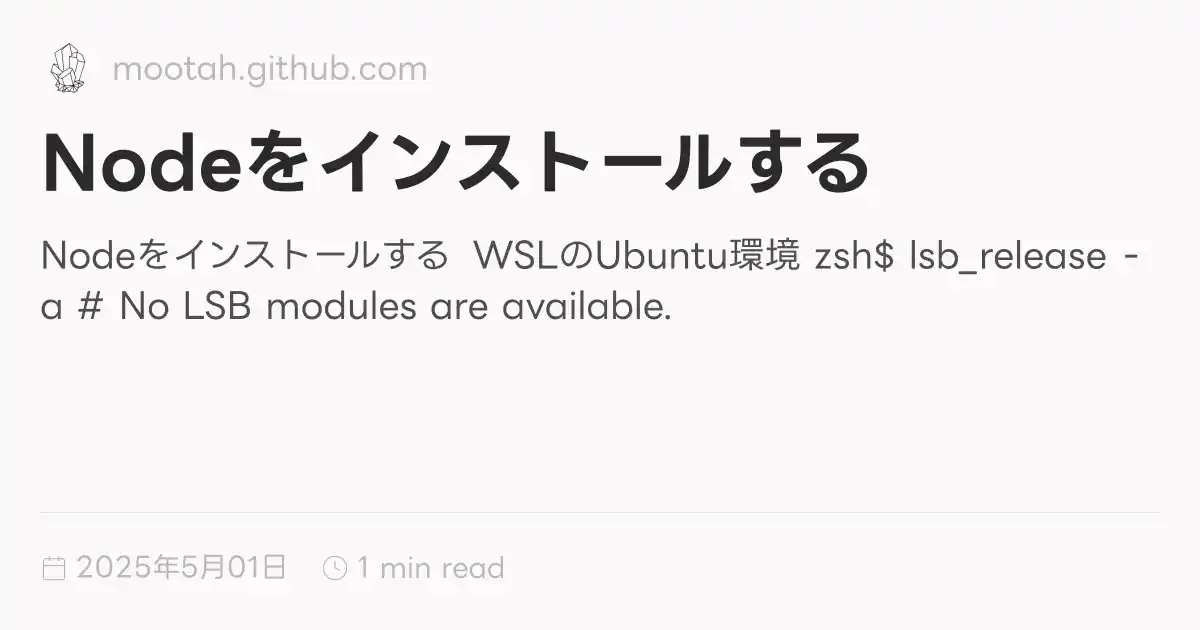 mootah.github.com
Nodeをインストールする
Nodeをインストールする WSLのUbuntu環境 zsh$ lsb_release -
a # No LSB modules are available.
2025年5月01日 1 min read